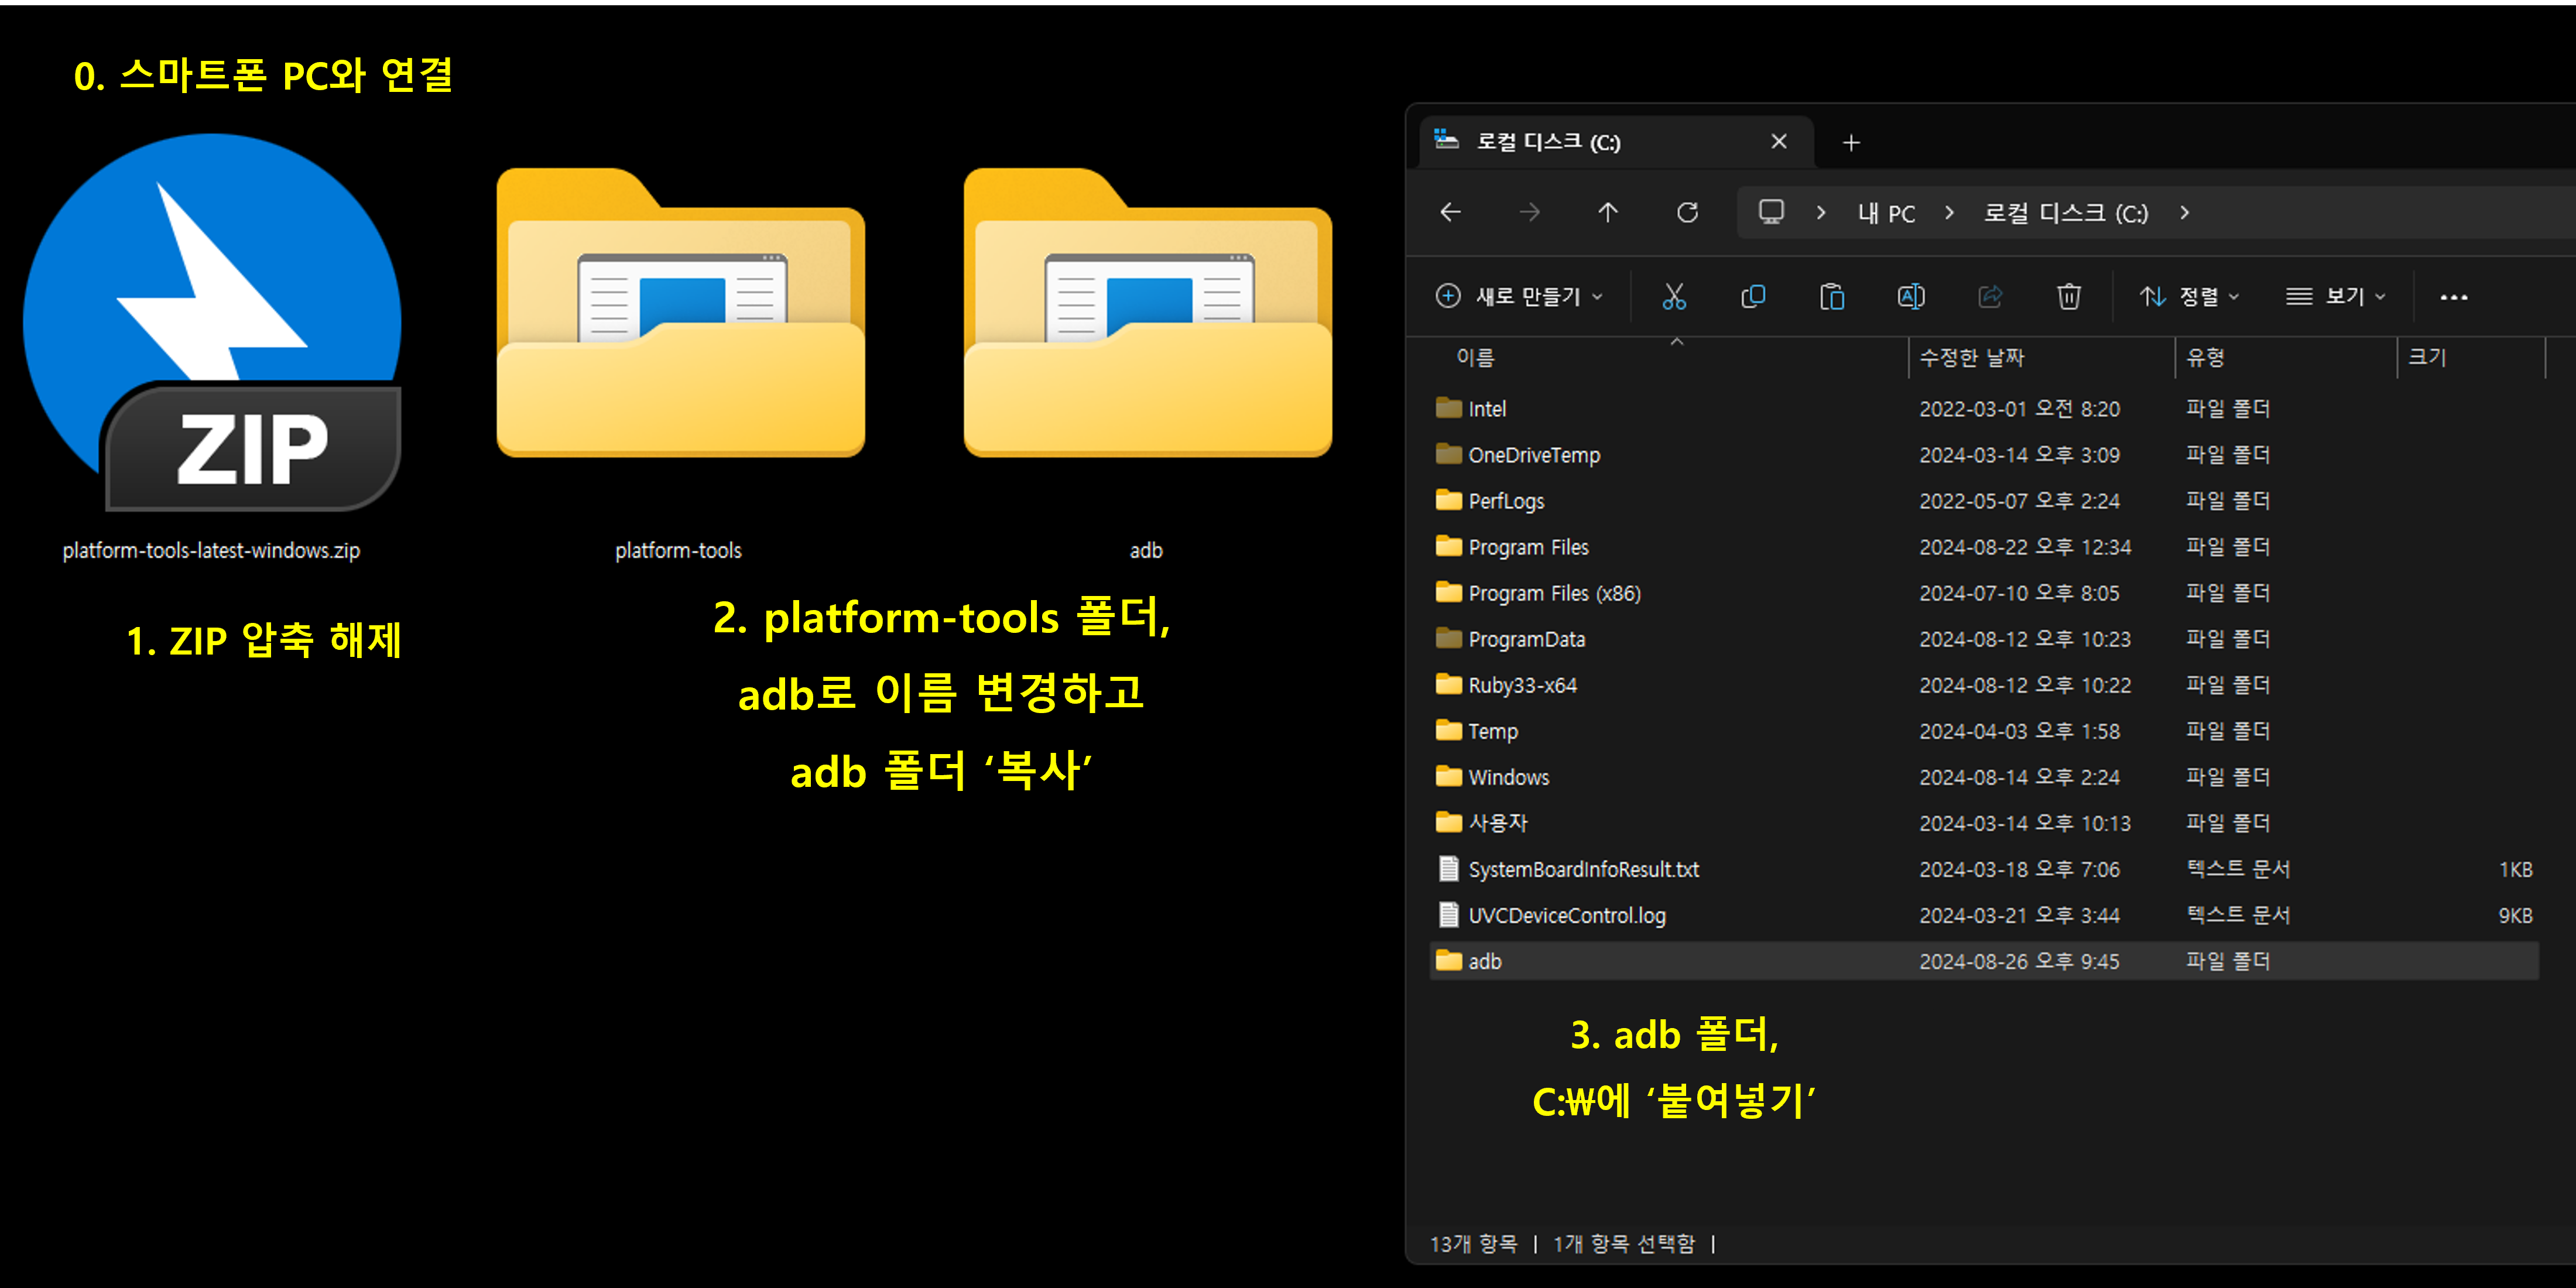 0. 스마트폰 PC와 연결
ZIP
platform-tools-latest-windows.zip
platform-tools
adb
1. ZIP 압축 해제
2. platform-tools 폴더,
adb로 이름 변경하고
adb 폴더 ‘복사’
로컬 디스크 (C:)
내 PC > 로컬 디스크 (C:) >
새로 만들기 정렬 보기
이름 수정한 날짜 유형 크기
Intel 2022-03-01 오전 8:20 파일 폴더
OneDriveTemp 2024-03-14 오후 3:09 파일 폴더
PerfLogs 2022-05-07 오후 2:24 파일 폴더
Program Files 2024-08-22 오후 12:34 파일 폴더
Program Files (x86) 2024-07-10 오후 8:05 파일 폴더
ProgramData 2024-08-12 오후 10:23 파일 폴더
Ruby33-x64 2024-08-12 오후 10:22 파일 폴더
Temp 2024-04-03 오후 1:58 파일 폴더
Windows 2024-08-14 오후 2:24 파일 폴더
사용자 2024-03-14 오후 10:13 파일 폴더
SystemBoardInfoResult.txt 2024-03-18 오후 7:06 텍스트 문서 1KB
UVCDeviceControl.log 2024-03-21 오후 3:44 텍스트 문서 9KB
adb 2024-08-26 오후 9:45 파일 폴더
3. adb 폴더,
C:₩에 ‘붙여넣기’
13개 항목 | 1개 항목 선택함 |